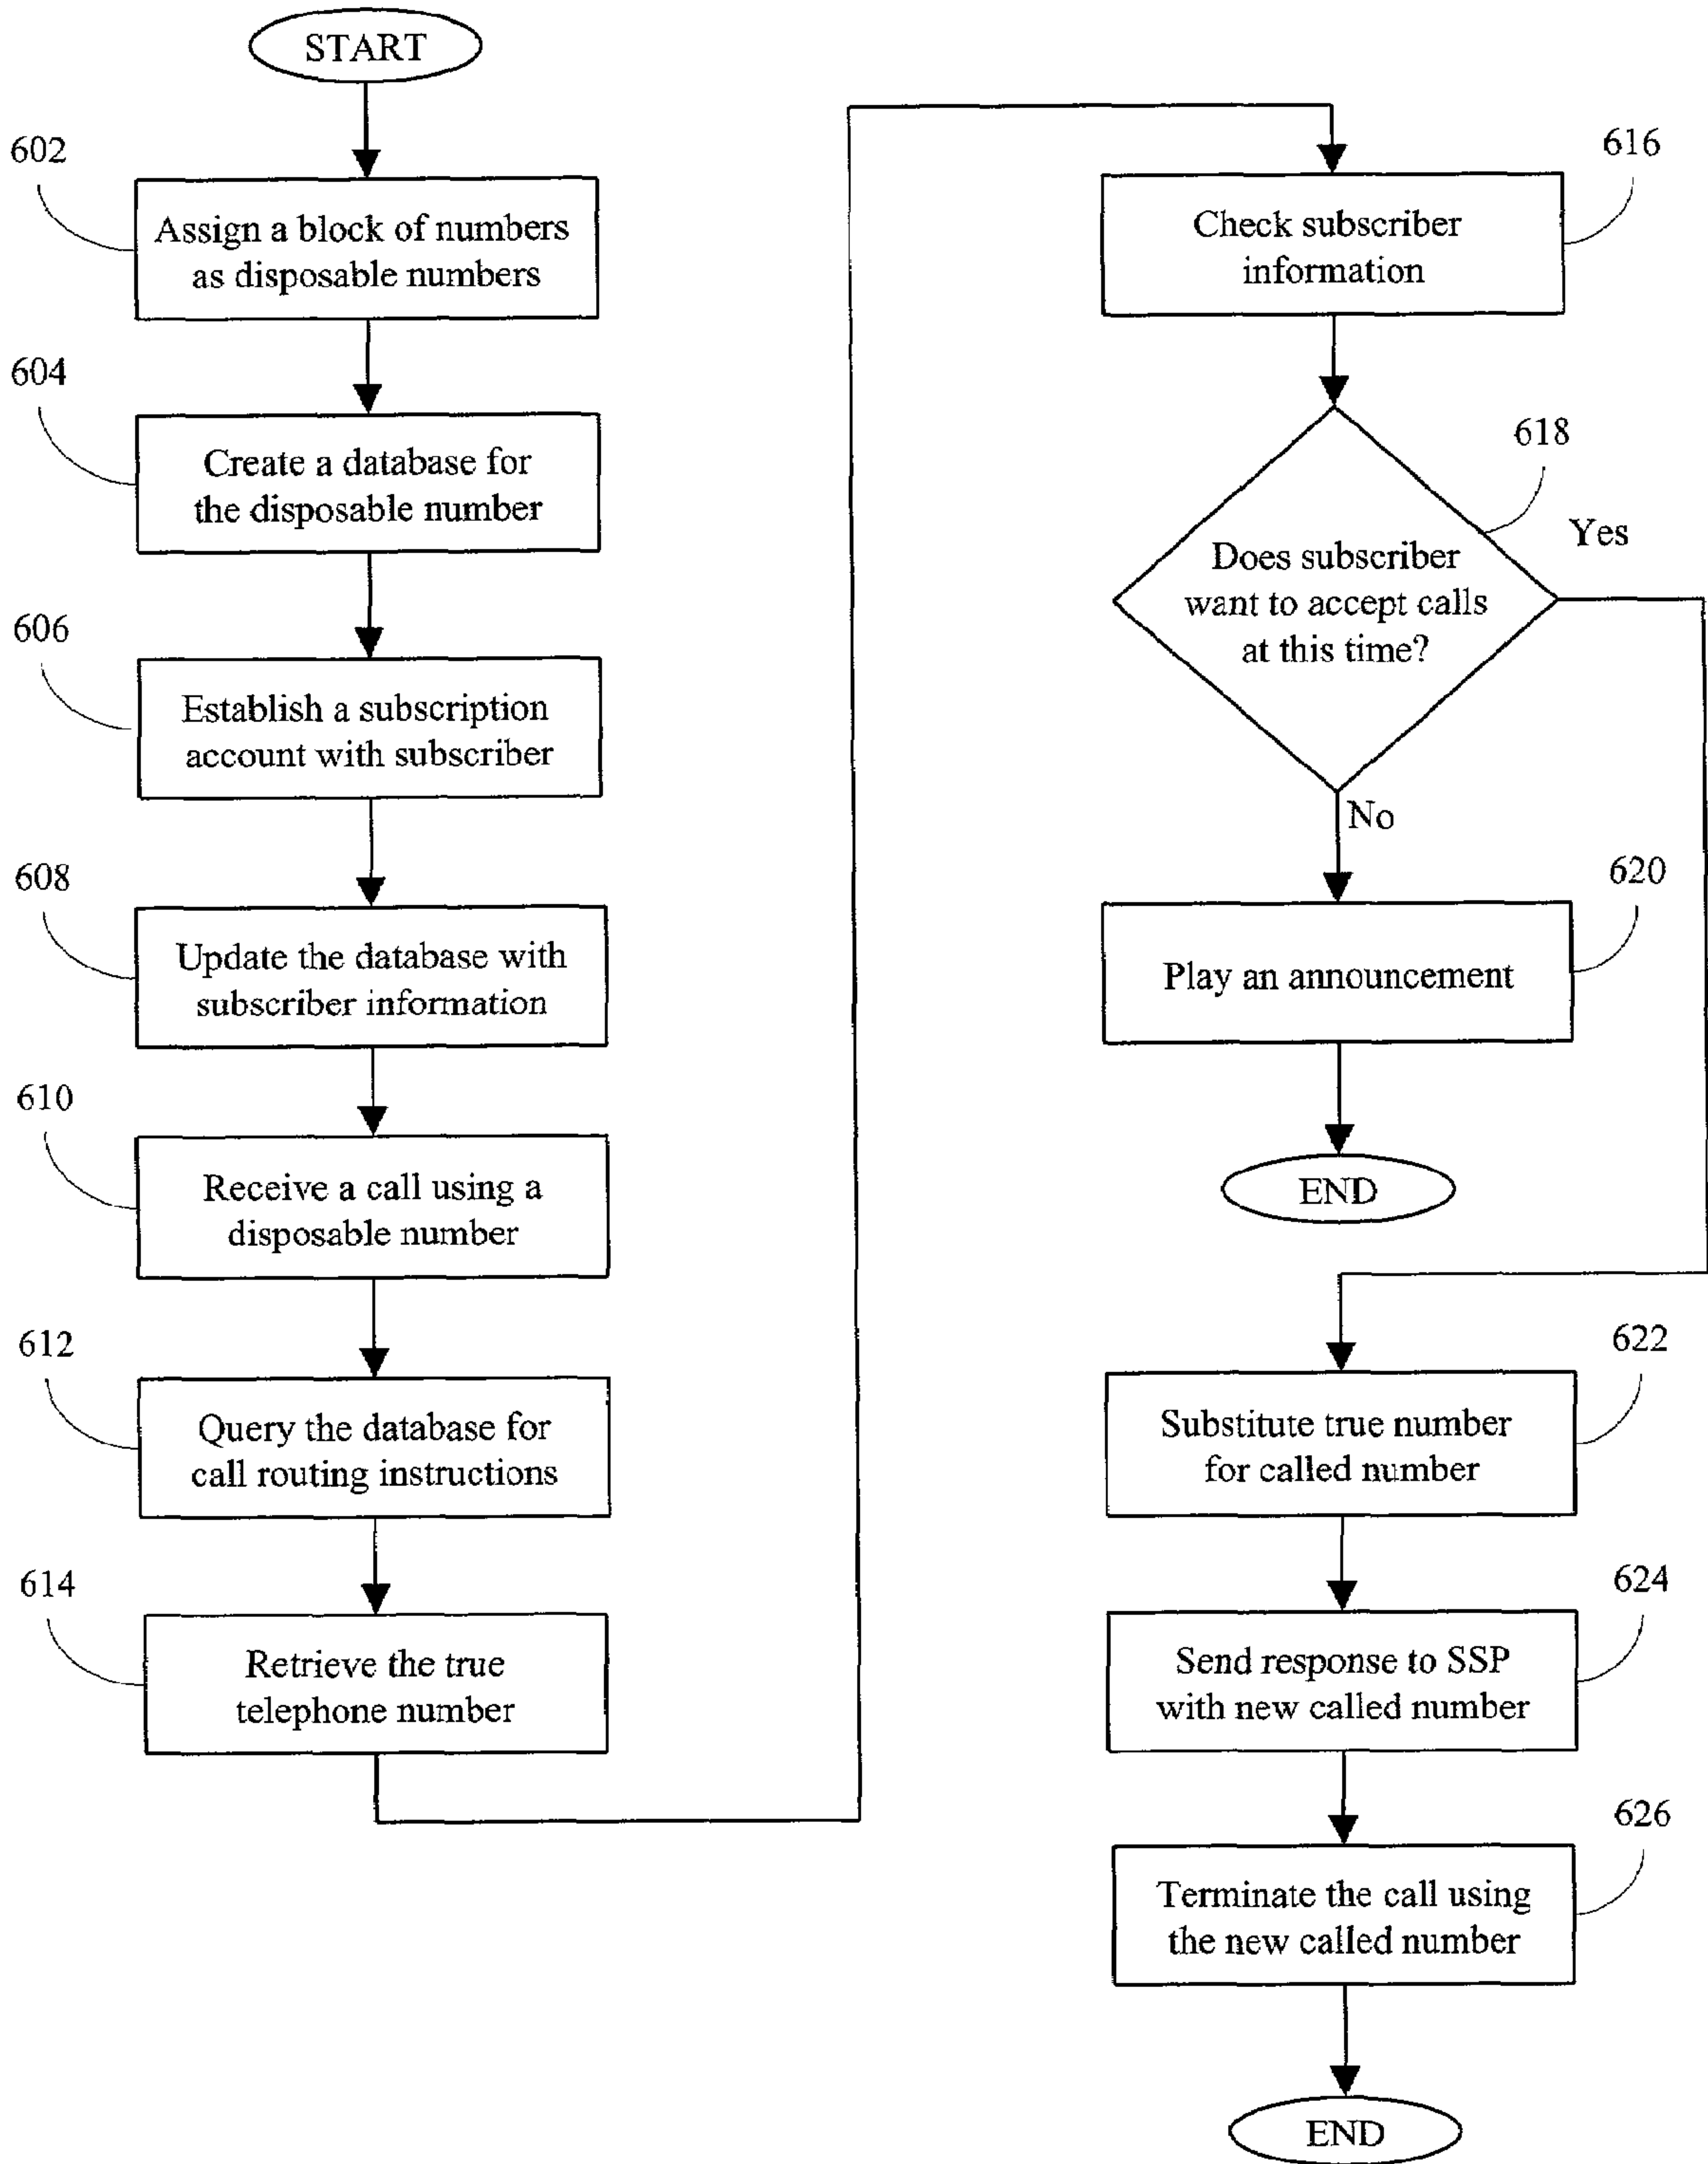 START
602
Assign a block of numbers
as disposable numbers
604
Create a database for
the disposable number
606
Establish a subscription
account with subscriber
608
Update the database with
subscriber information
610
Receive a call using a
disposable number
612
Query the database for
call routing instructions
614
Retrieve the true
telephone number
616
Check subscriber
information
618
Does subscriber
want to accept calls
at this time?
Yes
No
620
Play an announcement
END
622
Substitute true number
for called number
624
Send response to SSP
with new called number
626
Terminate the call using
the new called number
END